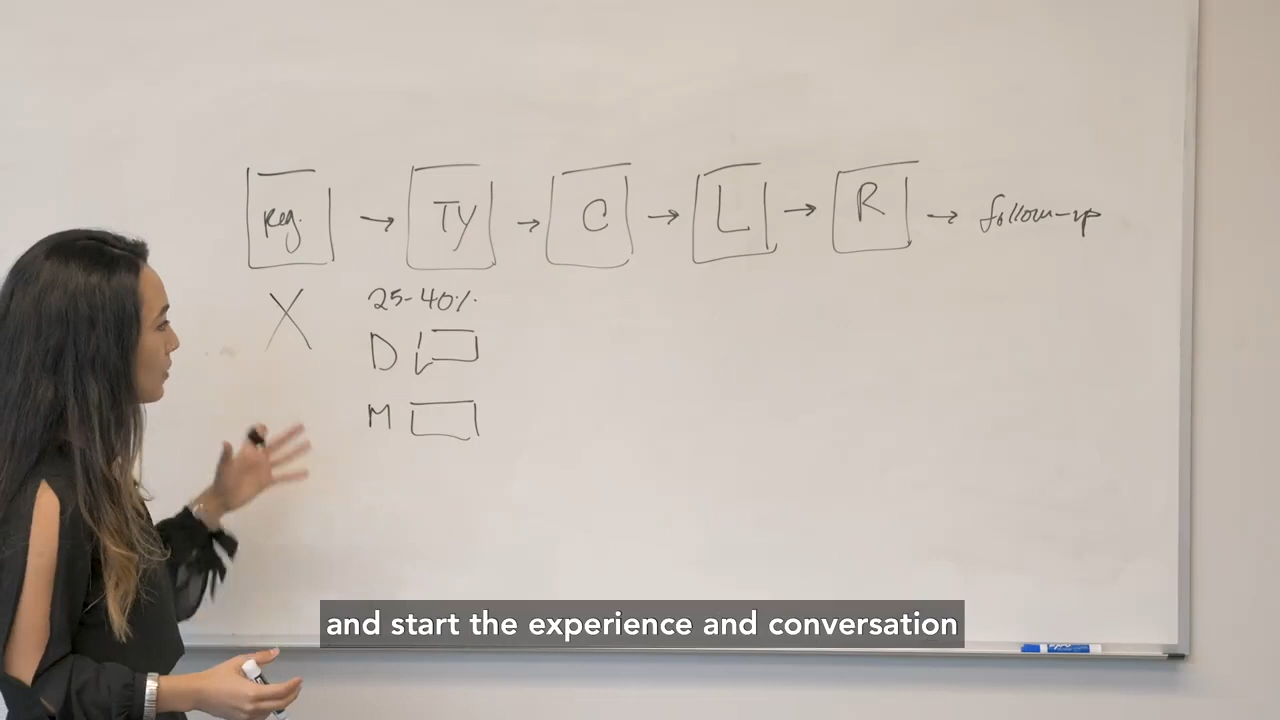 Reg. → TY → C → L → R → follow-up
X 25-40%
D
M
and start the experience and conversation